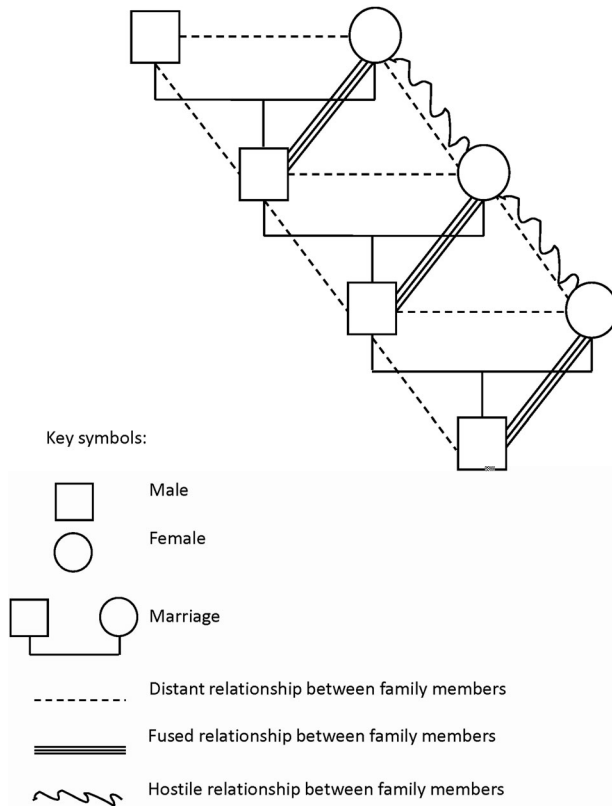 Key symbols:
Male
Female
Marriage
Distant relationship between family members
Fused relationship between family members
Hostile relationship between family members